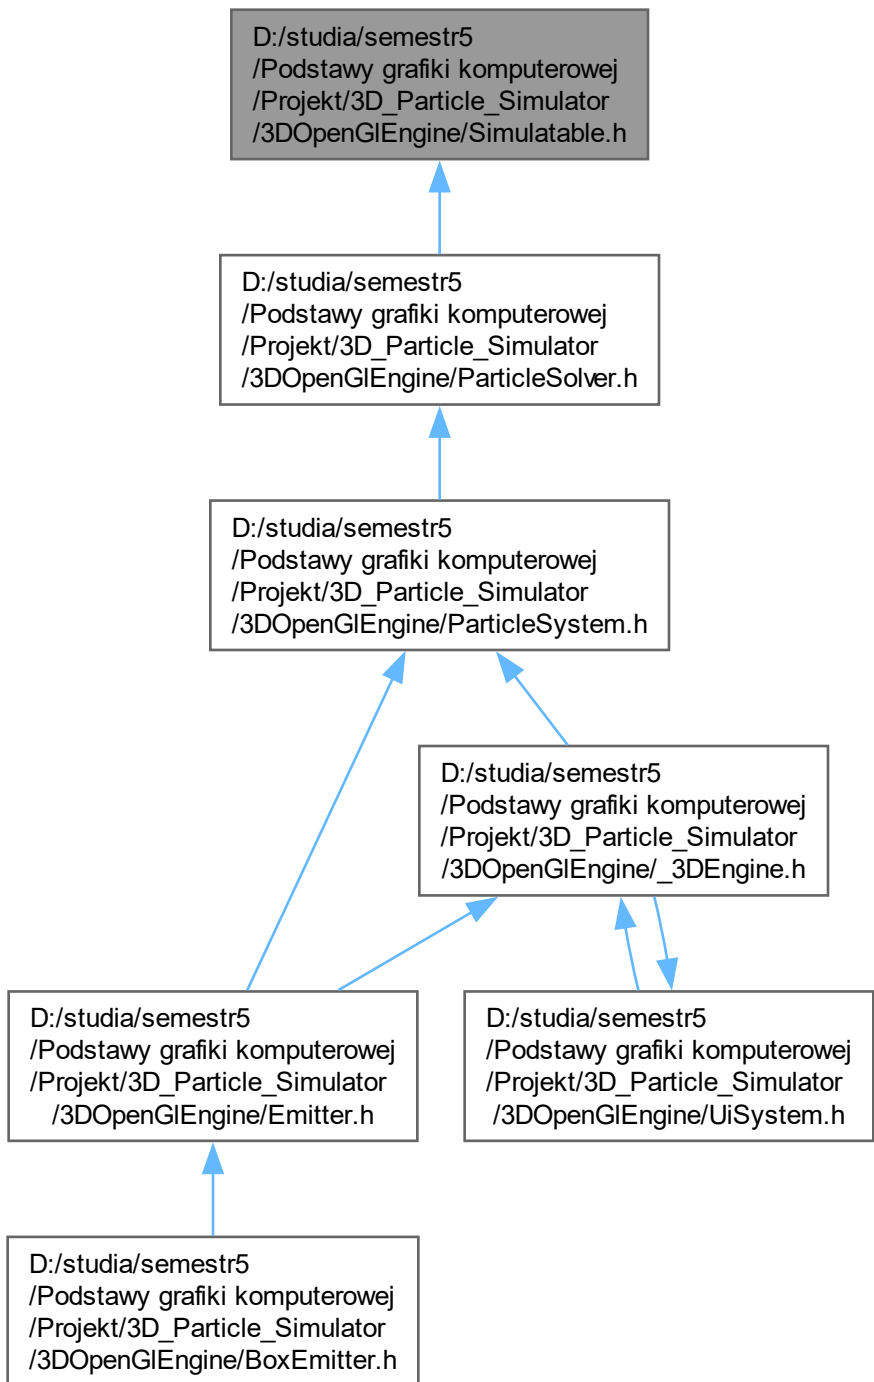 D:/studia/semestr5
/Podstawy grafiki komputerowej
/Projekt/3D_Particle_Simulator
/3DOpenGlEngine/Simulatable.h
D:/studia/semestr5
/Podstawy grafiki komputerowej
/Projekt/3D_Particle_Simulator
/3DOpenGlEngine/ParticleSolver.h
D:/studia/semestr5
/Podstawy grafiki komputerowej
/Projekt/3D_Particle_Simulator
/3DOpenGlEngine/ParticleSystem.h
D:/studia/semestr5
/Podstawy grafiki komputerowej
/Projekt/3D_Particle_Simulator
/3DOpenGlEngine/_3DEngine.h
D:/studia/semestr5
/Podstawy grafiki komputerowej
/Projekt/3D_Particle_Simulator
/3DOpenGlEngine/Emitter.h
D:/studia/semestr5
/Podstawy grafiki komputerowej
/Projekt/3D_Particle_Simulator
/3DOpenGlEngine/UiSystem.h
D:/studia/semestr5
/Podstawy grafiki komputerowej
/Projekt/3D_Particle_Simulator
/3DOpenGlEngine/BoxEmitter.h